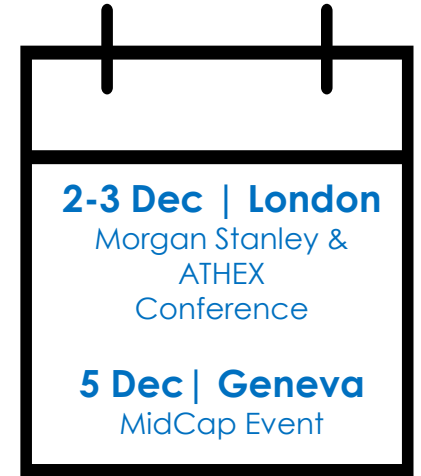 2-3 Dec | London
Morgan Stanley &
ATHEX
Conference
5 Dec| Geneva
MidCap Event